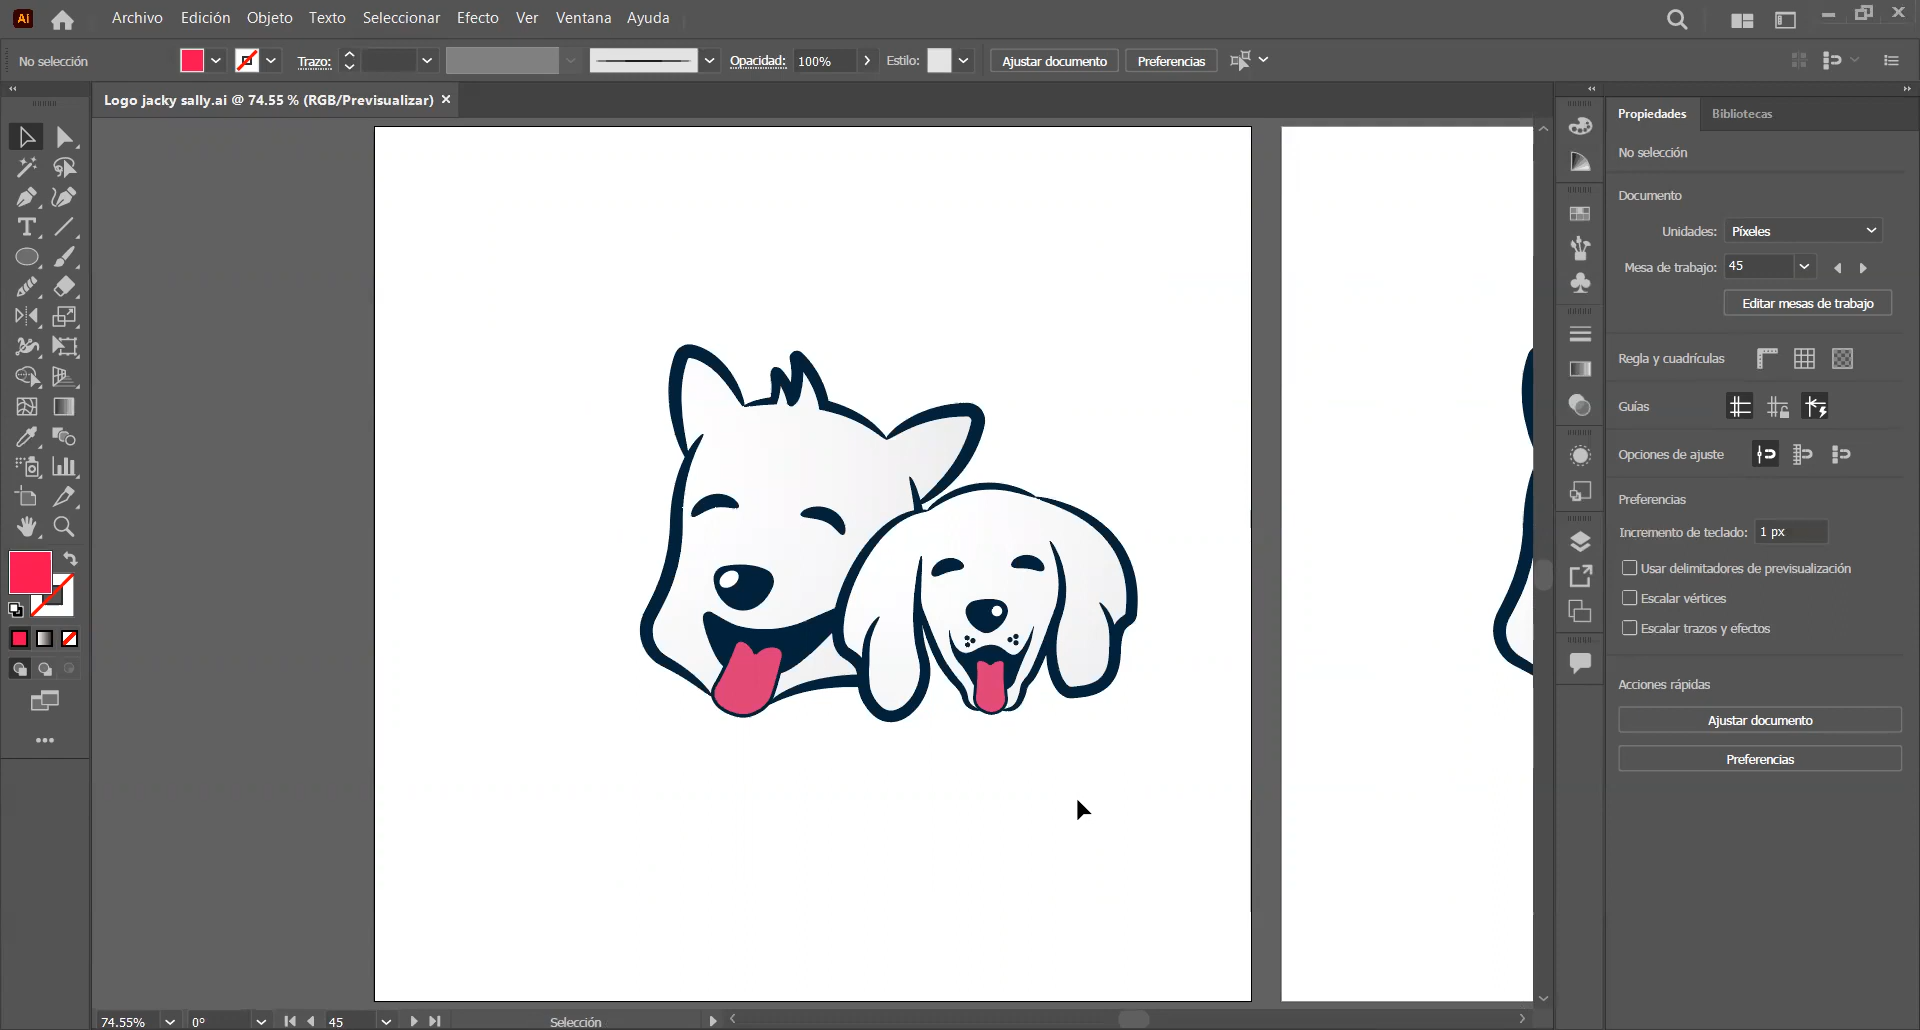 Ai Archivo Edición Objeto Texto Seleccionar Efecto Ver Ventana Ayuda
No selección Trazo: Opacidad: 100% Estilo: Ajustar documento Preferencias
Logo jacky sally.ai @ 74.55 % (RGB/Previsualizar) ×
Propiedades Bibliotecas
No selección
Documento
Unidades: Píxeles
Mesa de trabajo: 45
Editar mesas de trabajo
Regla y cuadrículas
Guías
Opciones de ajuste
Preferencias
Incremento de teclado: 1 px
Usar delimitadores de previsualización
Escalar vértices
Escalar trazos y efectos
Acciones rápidas
Ajustar documento
Preferencias
74.55% 0° 45 Selección